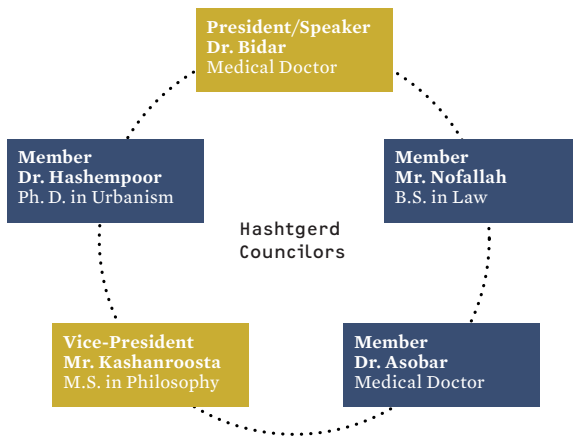 President/Speaker
Dr. Bidar
Medical Doctor
Member
Dr. Hashempoor
Ph. D. in Urbanism
Member
Mr. Nofallah
B.S. in Law
Hashtgerd
Councilors
Vice-President
Mr. Kashanroosta
M.S. in Philosophy
Member
Dr. Asobar
Medical Doctor